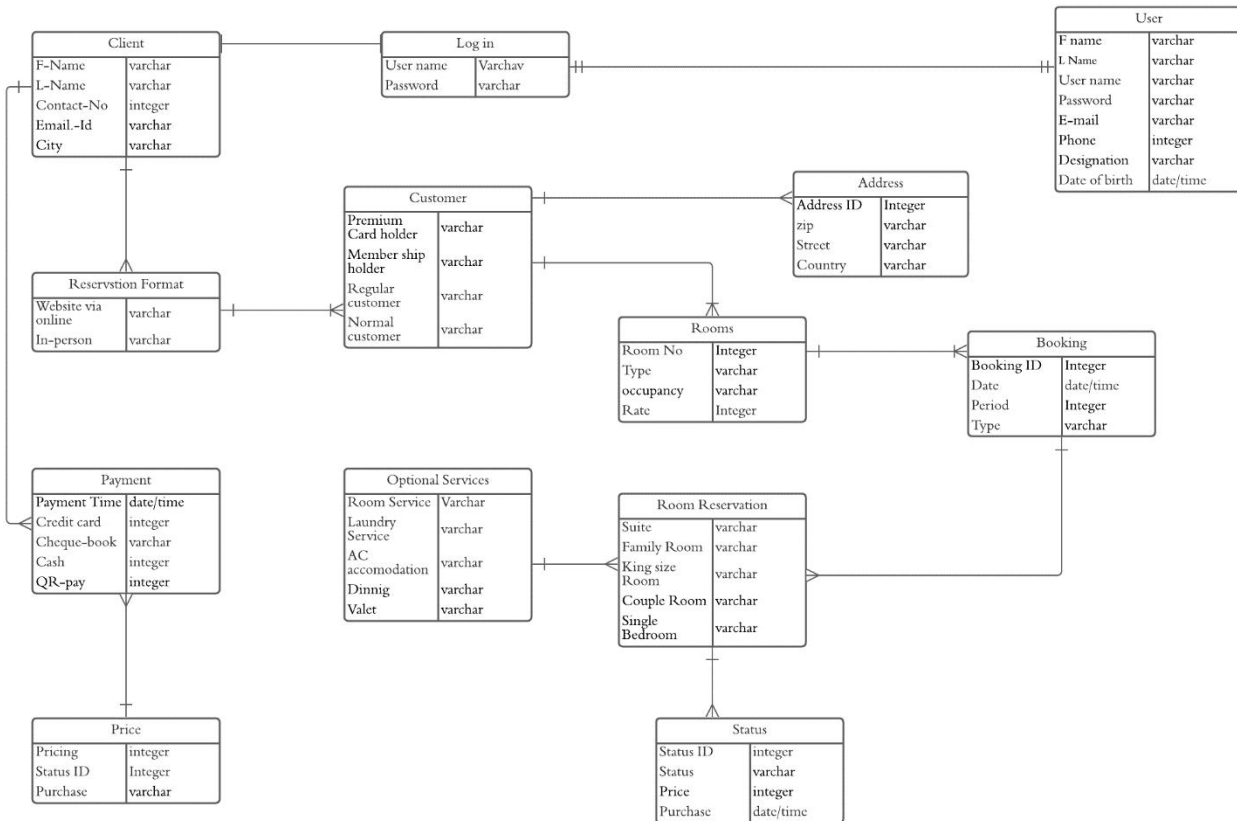 Client
F-Name varchar
L-Name varchar
Contact-No integer
Email.-Id varchar
City varchar
Log in
User name Varchav
Password varchar
User
F name varchar
L Name varchar
User name varchar
Password varchar
E-mail varchar
Phone integer
Designation varchar
Date of birth date/time
Customer
Premium
Card holder varchar
Member ship
holder varchar
Regular
customer varchar
Normal
customer varchar
Address
Address ID Integer
zip varchar
Street varchar
Country varchar
Reservstion Format
Website via
online varchar
In-person varchar
Rooms
Room No Integer
Type varchar
occupancy varchar
Rate Integer
Booking
Booking ID Integer
Date date/time
Period Integer
Type varchar
Payment
Payment Time date/time
Credit card integer
Cheque-book varchar
Cash integer
QR-pay integer
Optional Services
Room Service Varchar
Laundry
Service varchar
AC
accomodation varchar
Dinnig varchar
Valet varchar
Room Reservation
Suite varchar
Family Room varchar
King size
Room varchar
Couple Room varchar
Single
Bedroom varchar
Price
Pricing integer
Status ID Integer
Purchase varchar
Status
Status ID integer
Status varchar
Price integer
Purchase date/time